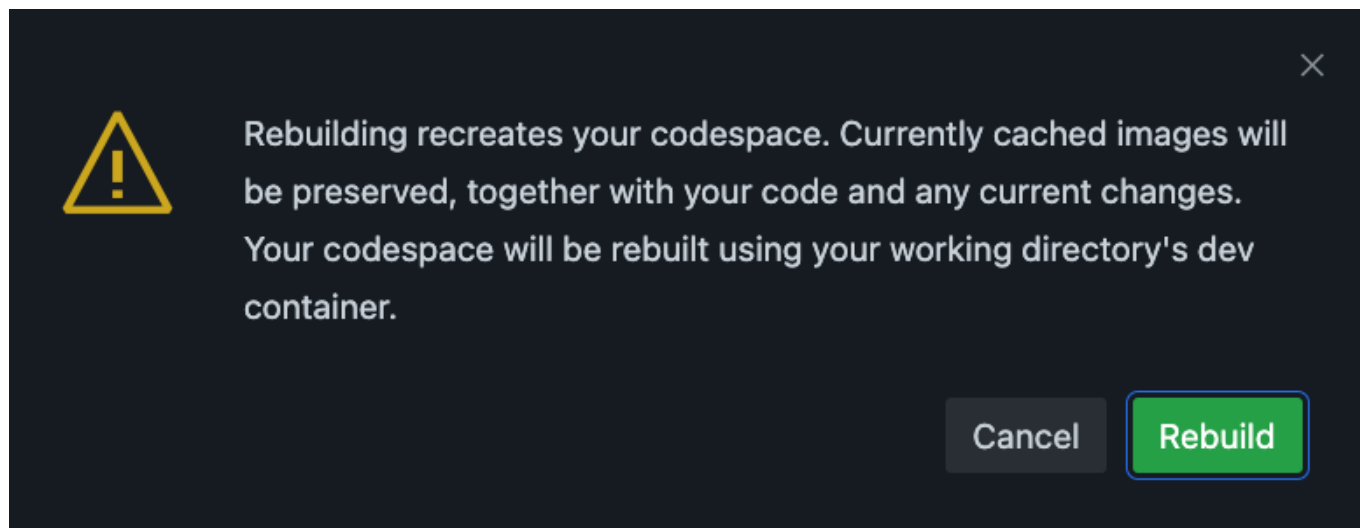 Rebuilding recreates your codespace. Currently cached images will
be preserved, together with your code and any current changes.
Your codespace will be rebuilt using your working directory's dev
container.
Cancel
Rebuild